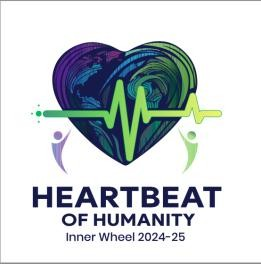 HEARTBEAT
OF HUMANITY
Inner Wheel 2024-25